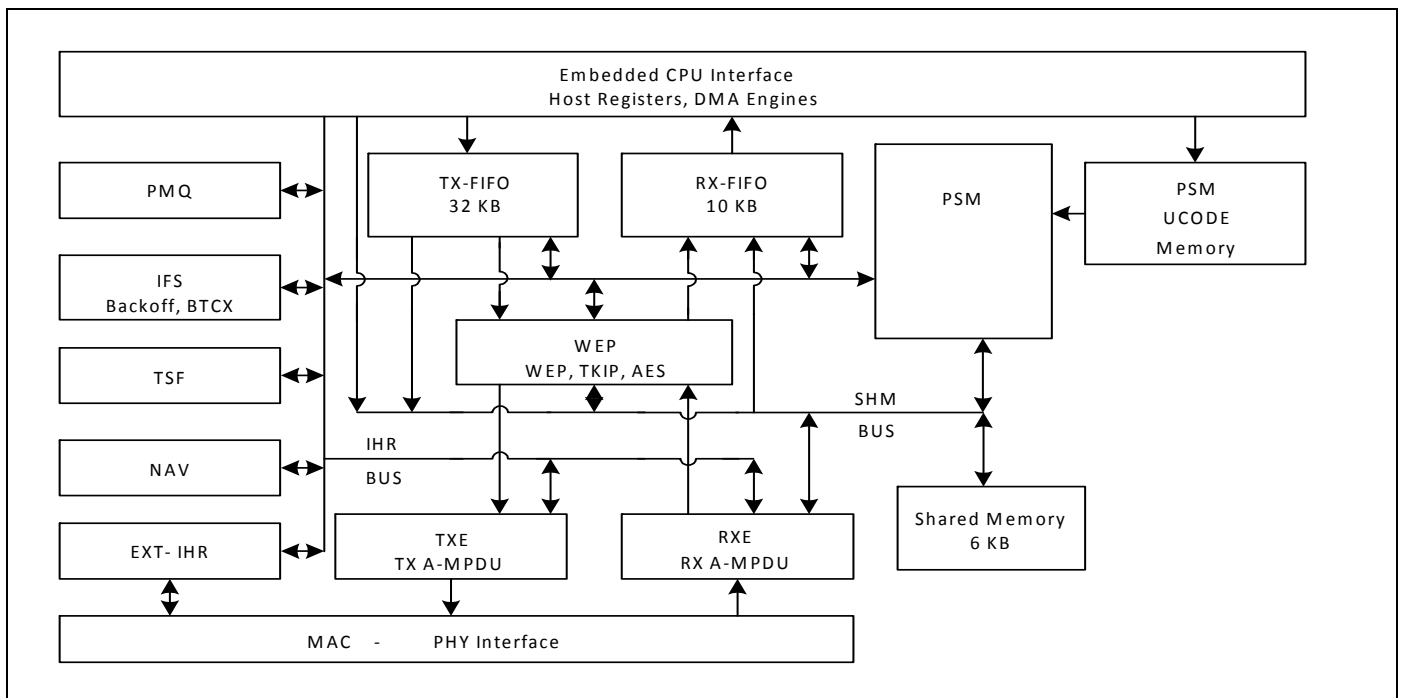 Embedded CPU Interface
Host Registers, DMA Engines
PMQ
TX-FIFO
32 KB
RX-FIFO
10 KB
PSM
PSM
UCODE
Memory
IFS
Backoff, BTCX
WEP
WEP, TKIP, AES
TSF
SHM
BUS
IHR
BUS
NAV
Shared Memory
6 KB
EXT- IHR
TXE
TX A-MPDU
RXE
RX A-MPDU
MAC - PHY Interface